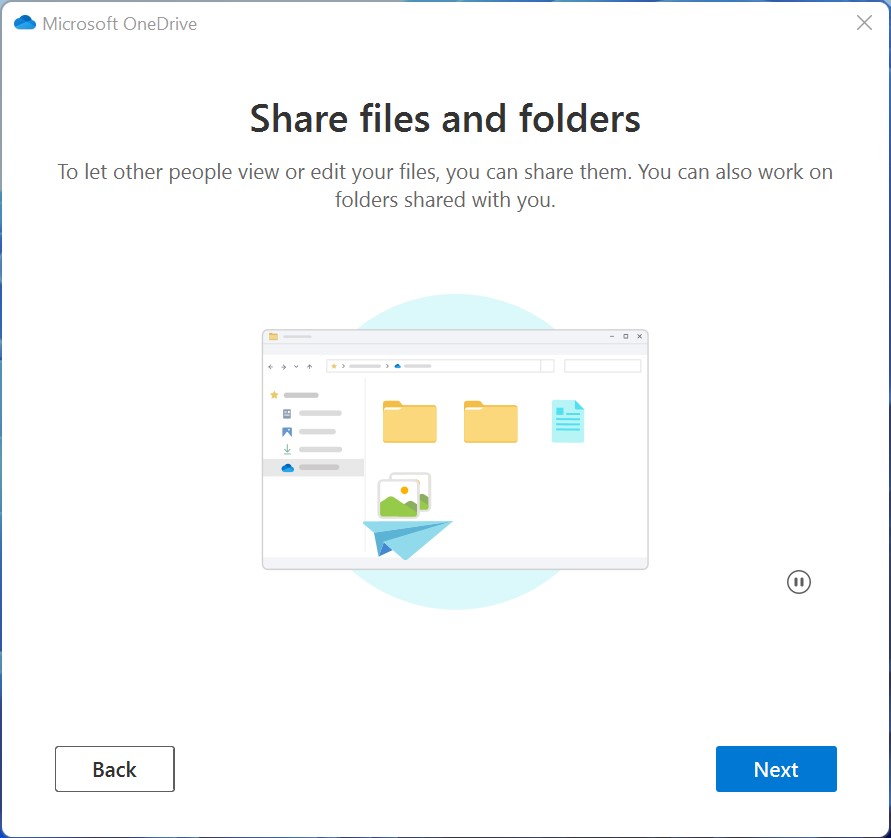 Microsoft OneDrive
Share files and folders
To let other people view or edit your files, you can share them. You can also work on
folders shared with you.
Back
Next